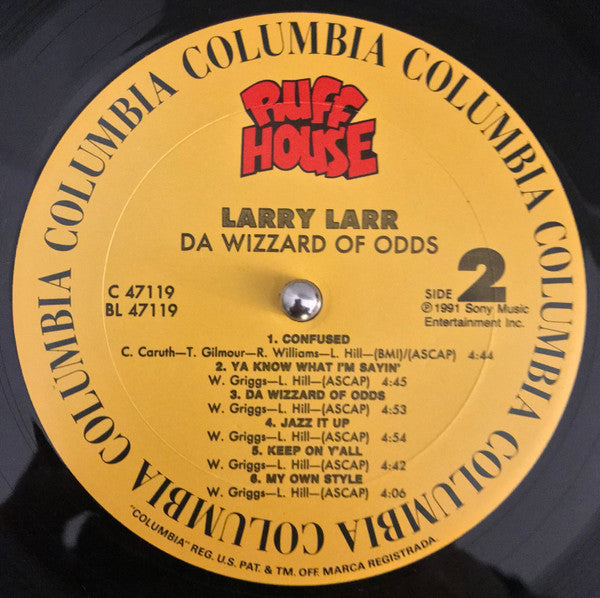 COLUMBIA COLUMBIA COLUMBIA COLUMBIA COLUMBIA COLUMBIA COLUMBIA
RUFF
HOUSE
LARRY LARR
DA WIZZARD OF ODDS
C 47119
BL 47119
SIDE 2
℗ 1991 Sony Music
Entertainment Inc.
1. CONFUSED
C. Caruth—T. Gilmour—R. Williams—L. Hill—(BMI)/(ASCAP) 4:44
2. YA KNOW WHAT I'M SAYIN'
W. Griggs—L. Hill—(ASCAP) 4:45
3. DA WIZZARD OF ODDS
W. Griggs—L. Hill—(ASCAP) 4:53
4. JAZZ IT UP
W. Griggs—L. Hill—(ASCAP) 4:54
5. KEEP ON Y'ALL
W. Griggs—L. Hill—(ASCAP) 4:42
6. MY OWN STYLE
W. Griggs—L. Hill—(ASCAP) 4:06
"COLUMBIA" REG. U.S. PAT. & TM. OFF. MARCA REGISTRADA.